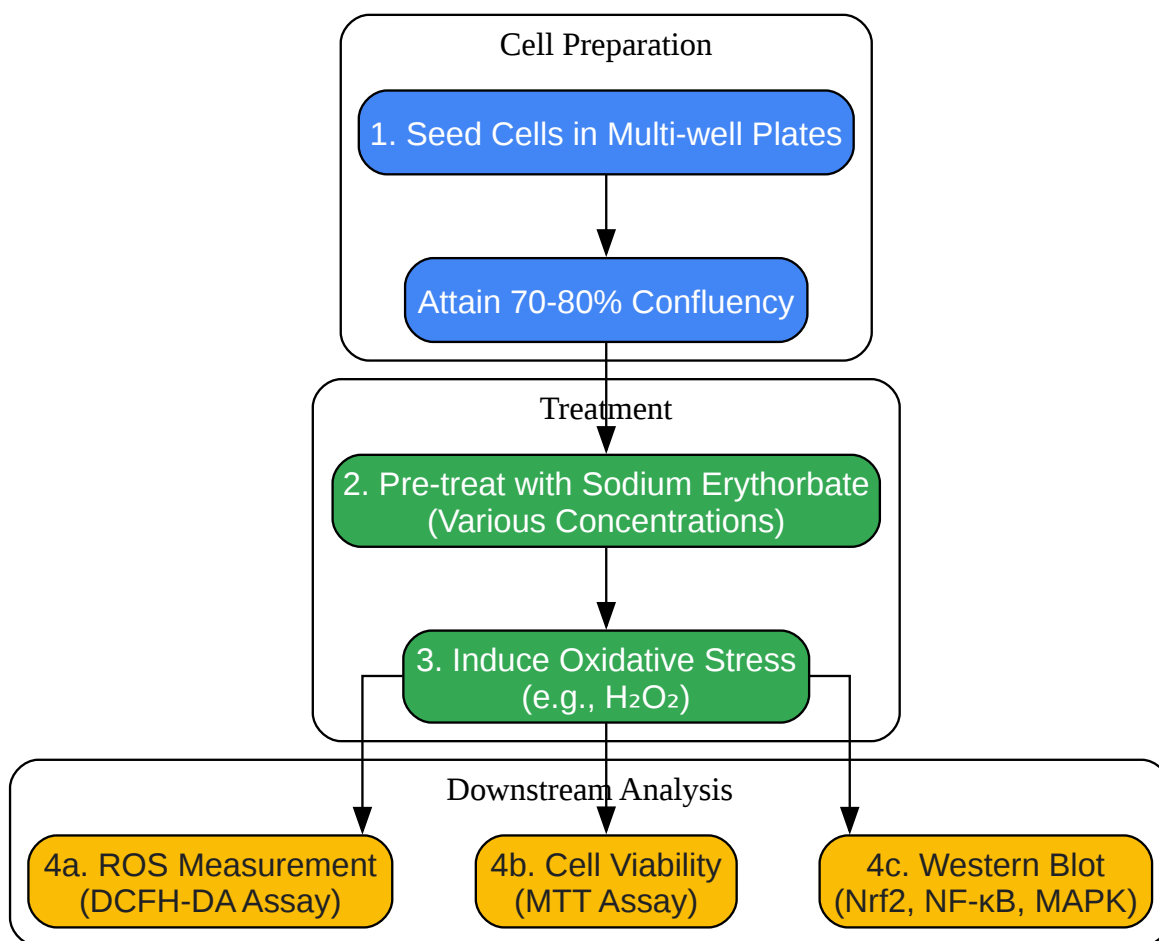 Cell Preparation
1. Seed Cells in Multi-well Plates
Attain 70-80% Confluency
Treatment
2. Pre-treat with Sodium Erythorbate
(Various Concentrations)
3. Induce Oxidative Stress
(e.g., H₂O₂)
Downstream Analysis
4a. ROS Measurement
(DCFH-DA Assay)
4b. Cell Viability
(MTT Assay)
4c. Western Blot
(Nrf2, NF-κB, MAPK)